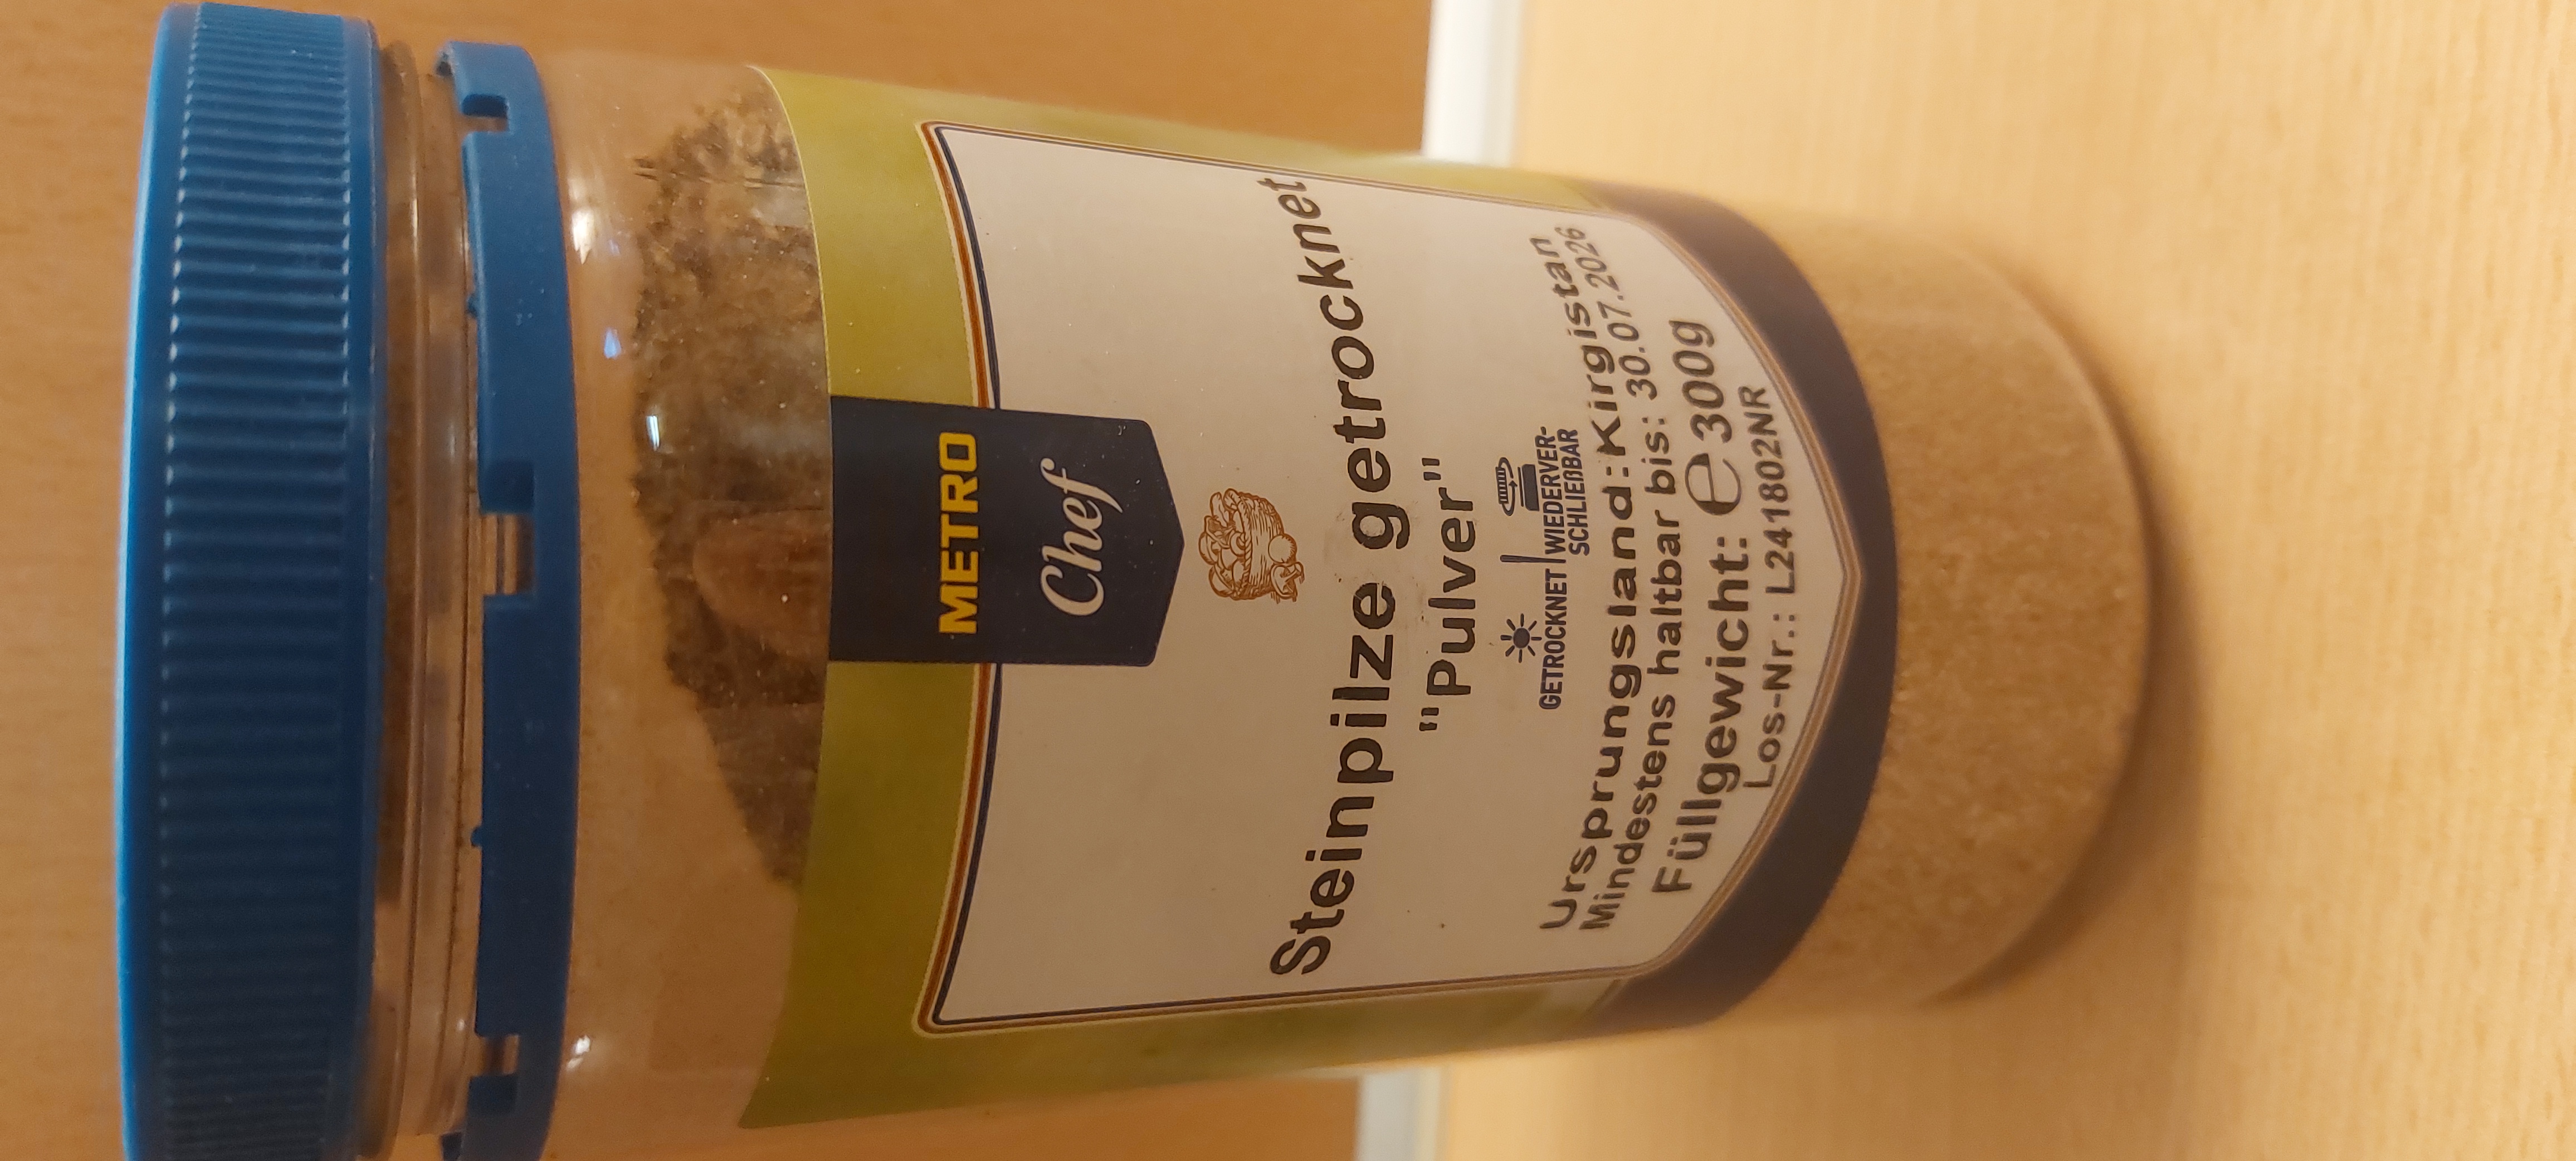 METRO
Chef
Steinpilze getrocknet
"Pulver"
GETROCKNET
WIEDERVER-
SCHLIEẞBAR
Ursprungsland:Kirgistan
Mindestens haltbar bis: 30.07.2026
Füllgewicht: ℮ 300g
Los-Nr.: L241802NR